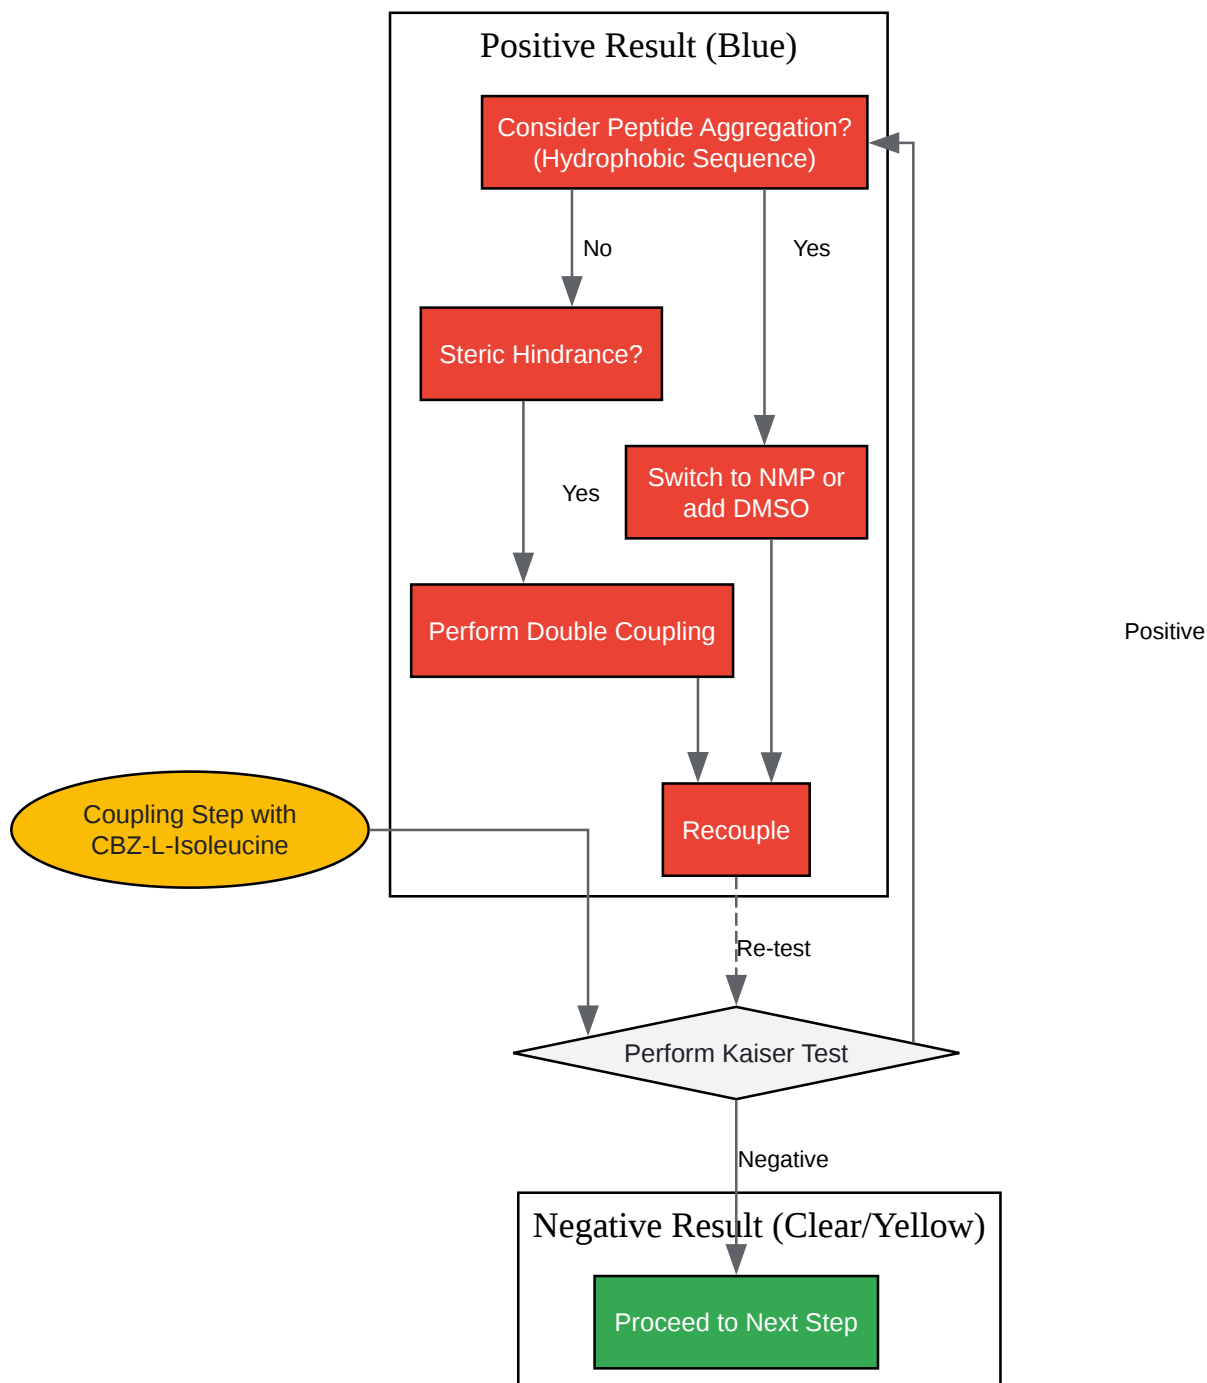 Positive Result (Blue)
Consider Peptide Aggregation?
(Hydrophobic Sequence)
No
Yes
Steric Hindrance?
Switch to NMP or
add DMSO
Yes
Perform Double Coupling
Positive
Coupling Step with
CBZ-L-Isoleucine
Recouple
Re-test
Perform Kaiser Test
Negative
Negative Result (Clear/Yellow)
Proceed to Next Step